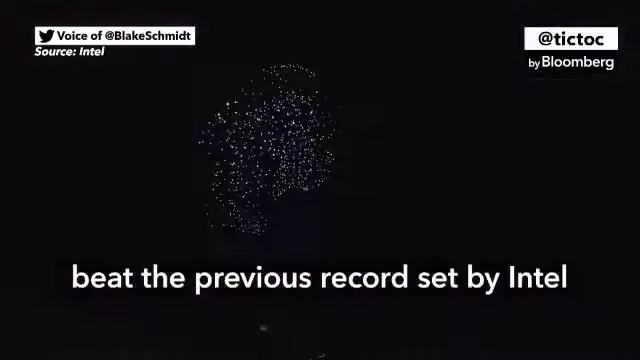 Voice of @BlakeSchmidt
Source: Intel
@tictoc
by Bloomberg
beat the previous record set by Intel